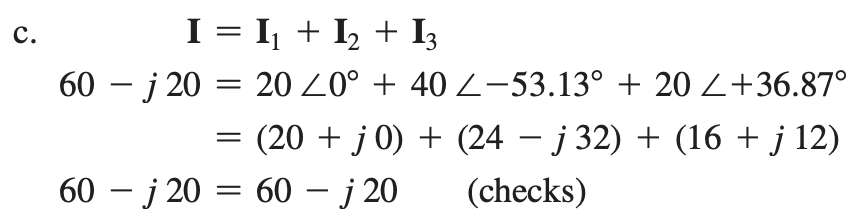 c. I = I₁ + I₂ + I₃
60 − j 20 = 20 ∠0° + 40 ∠−53.13° + 20 ∠+36.87°
= (20 + j 0) + (24 − j 32) + (16 + j 12)
60 − j 20 = 60 − j 20 (checks)